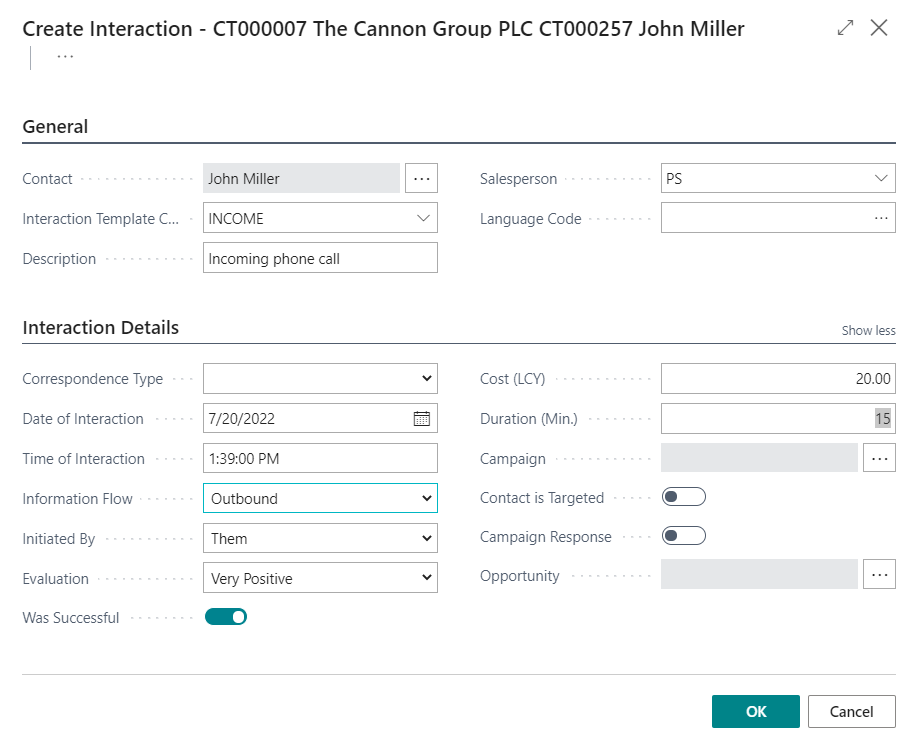 Create Interaction - CT000007 The Cannon Group PLC CT000257 John Miller
...
General
Contact John Miller ...
Salesperson PS
Interaction Template C... INCOME
Language Code ...
Description Incoming phone call
Interaction Details
Show less
Correspondence Type
Cost (LCY) 20.00
Date of Interaction 7/20/2022
Duration (Min.) 15
Time of Interaction 1:39:00 PM
Campaign ...
Information Flow Outbound
Contact is Targeted
Initiated By Them
Campaign Response
Evaluation Very Positive
Opportunity ...
Was Successful
OK Cancel